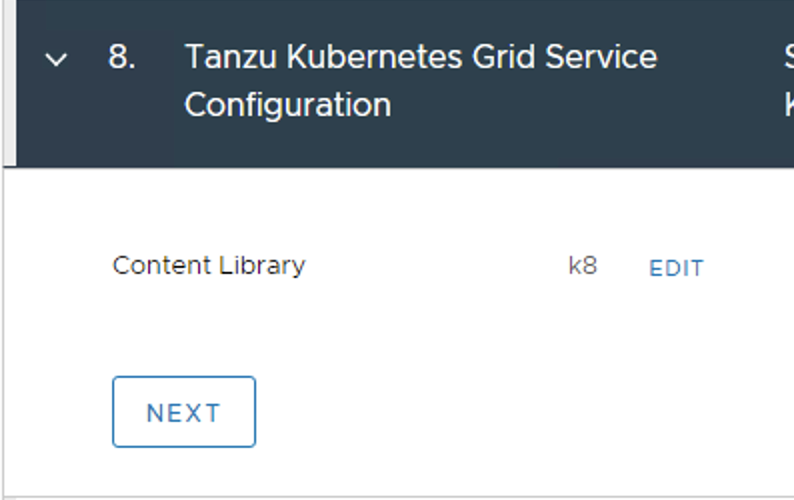 8. Tanzu Kubernetes Grid Service
Configuration
Content Library k8 EDIT
NEXT